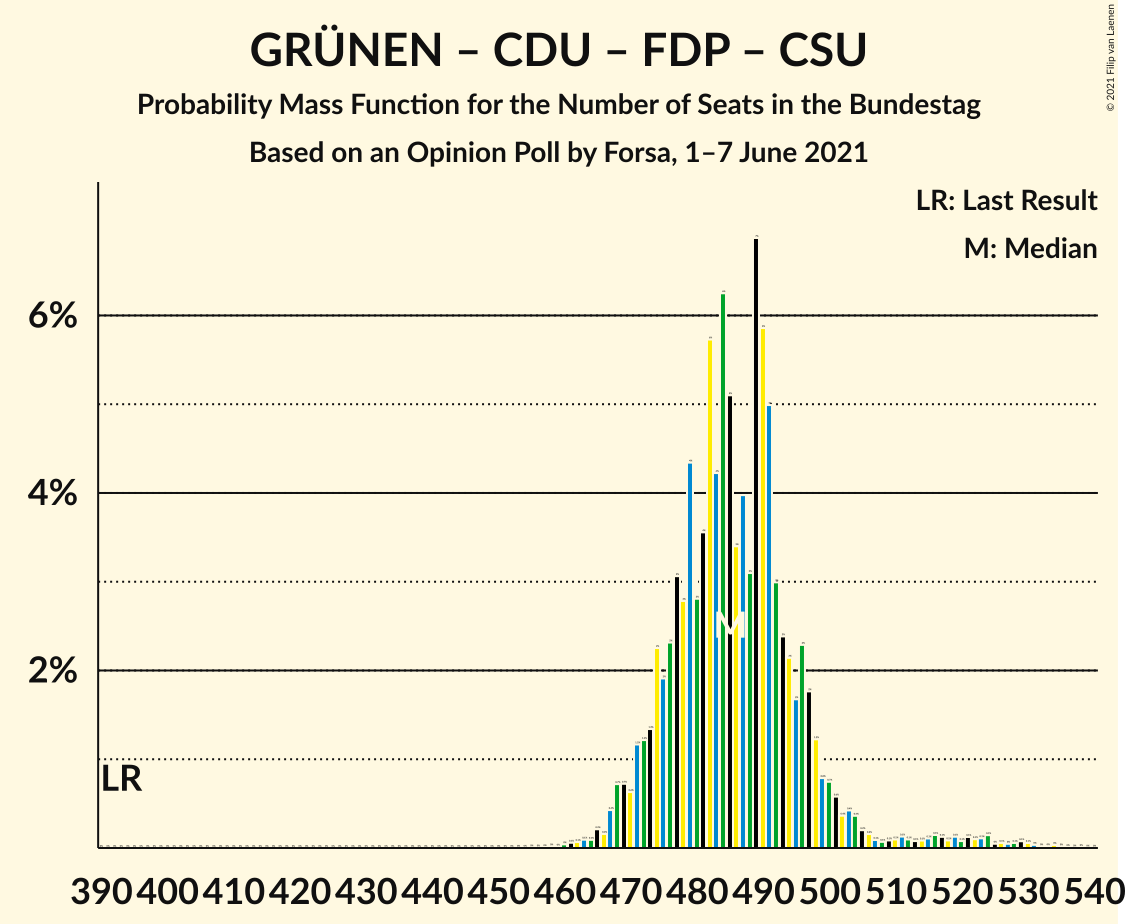 GRÜNEN – CDU – FDP – CSU
Probability Mass Function for the Number of Seats in the Bundestag
Based on an Opinion Poll by Forsa, 1–7 June 2021
© 2021 Filip van Laenen
LR: Last Result
M: Median
6%
4%
2%
M
LR
390 400 410 420 430 440 450 460 470 480 490 500 510 520 530 540